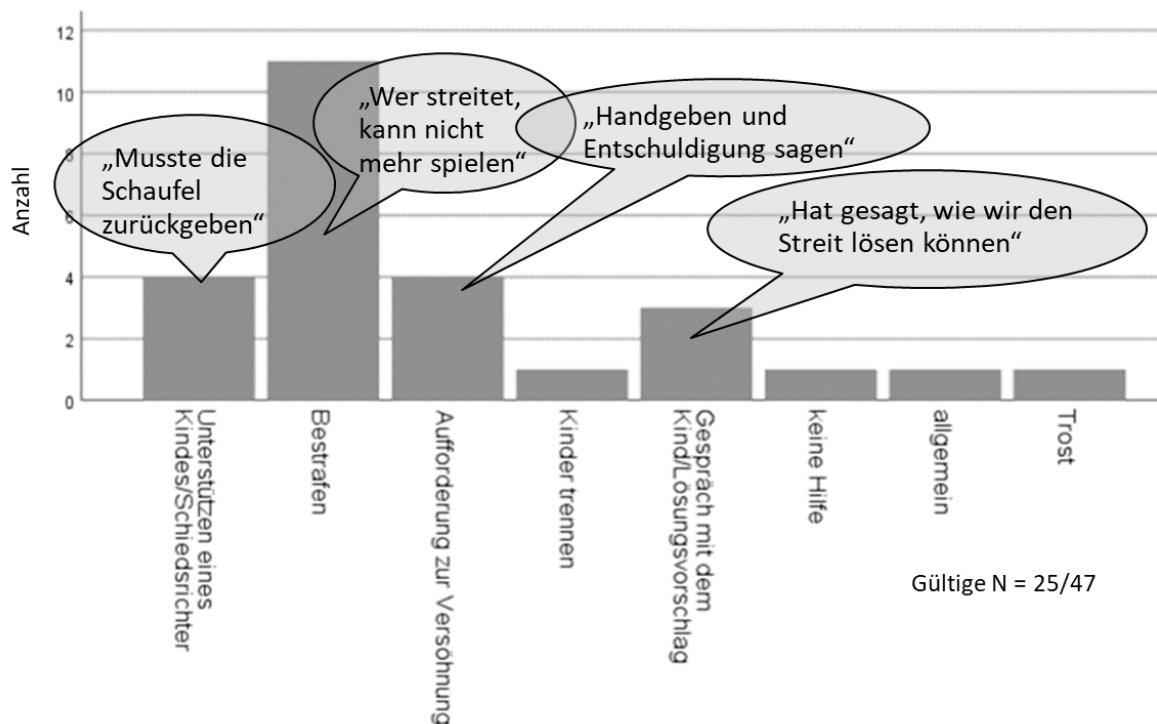 12
10
8
6
4
2
0
Anzahl
„Musste die
Schaufel
zurückgeben“
„Wer streitet,
kann nicht
mehr spielen“
„Handgeben und
Entschuldigung sagen“
„Hat gesagt, wie wir den
Streit lösen können“
Unterstützen eines
Kindes/Schiedsrichter
Bestrafen
Aufforderung zur Versöhnung
Kinder trennen
Gespräch mit dem
Kind/Lösungsvorschlag
keine Hilfe
allgemein
Trost
Gültige N = 25/47